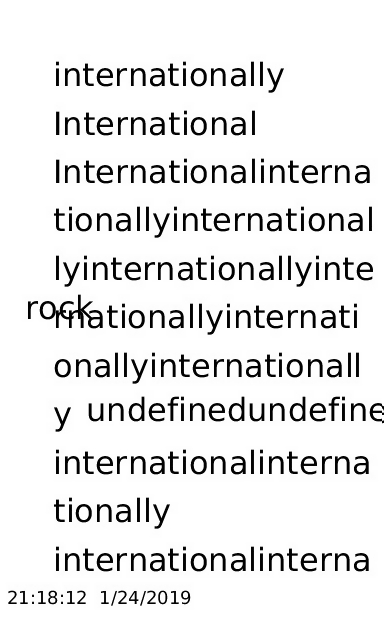 internationally
International
Internationalinterna
tionallyinternational
lyinternationallyinte
rock
rnationallyinternati
onallyinternationall
y undefinedundefine
internationalinterna
tionally
internationalinterna
21:18:12 1/24/2019